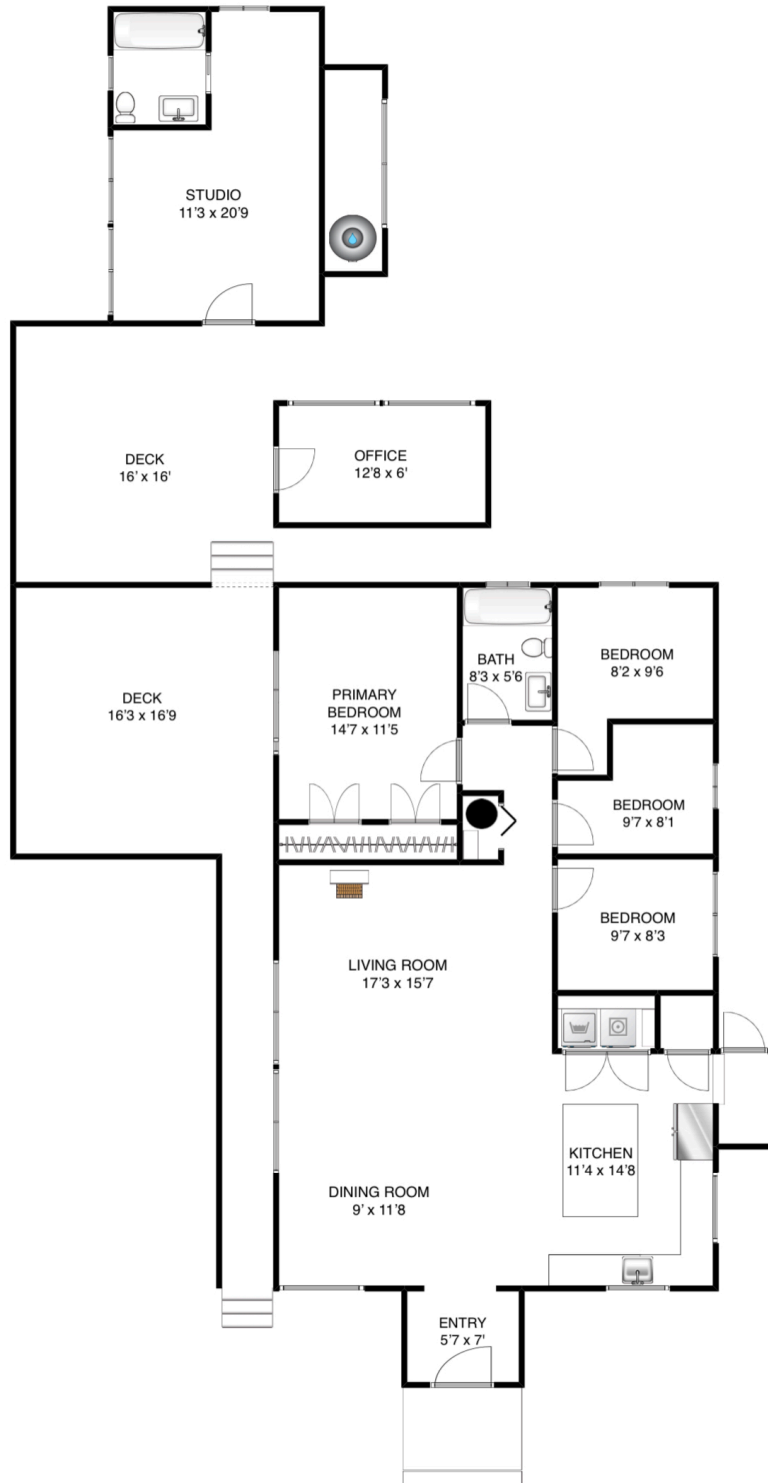 STUDIO
11'3 x 20'9
DECK
16' x 16'
OFFICE
12'8 x 6'
DECK
16'3 x 16'9
PRIMARY
BEDROOM
14'7 x 11'5
BATH
8'3 x 5'6
BEDROOM
8'2 x 9'6
BEDROOM
9'7 x 8'1
BEDROOM
9'7 x 8'3
LIVING ROOM
17'3 x 15'7
KITCHEN
11'4 x 14'8
DINING ROOM
9' x 11'8
ENTRY
5'7 x 7'